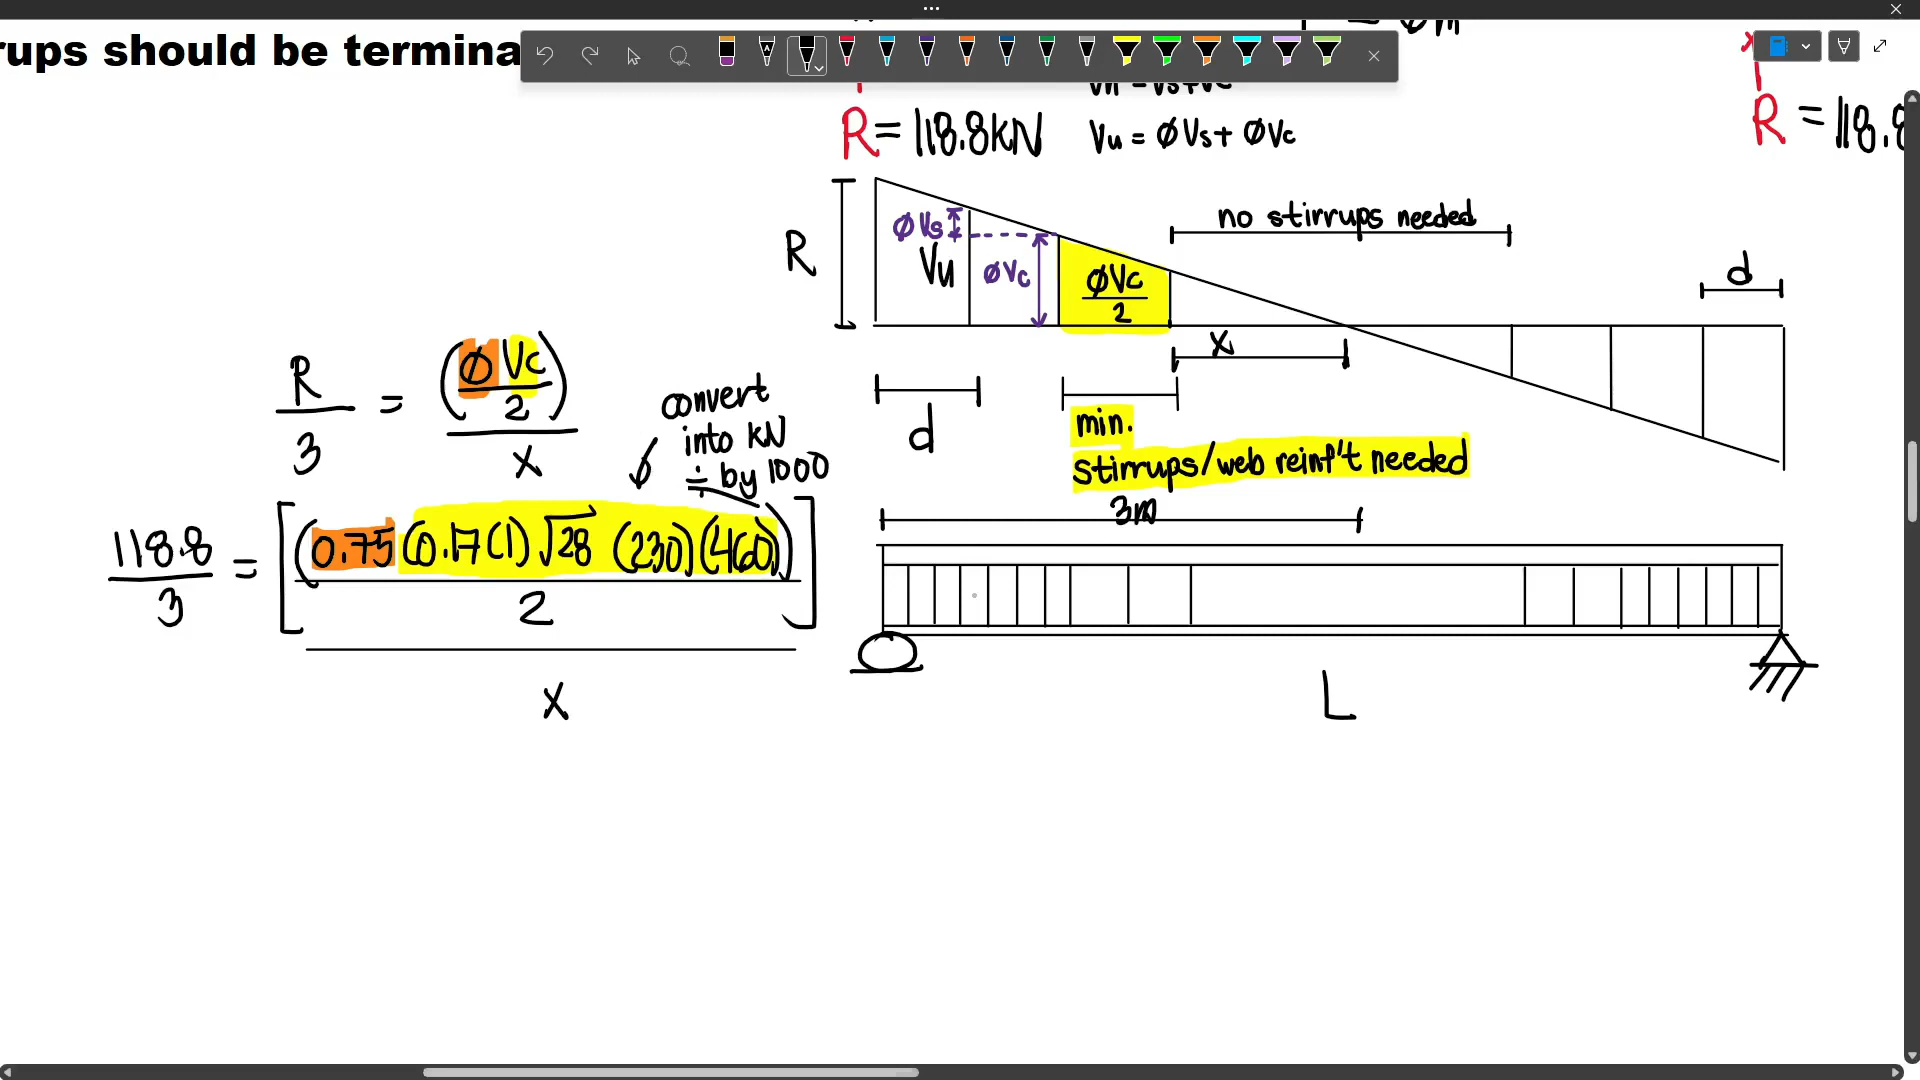 rups should be termina
R = 118.8kN
Vu = ØVs + ØVc
R = 118.8
no stirrups needed
ØVs
Vu
ØVc
ØVc
2
R
d
x
d
min.
stirrups/web reinf't needed
3m
R
3
=
(ØVc
2)
x
convert
into kN
÷ by 1000
118.8
3
=
[(0.75 (0.17(1)√28 (230)(460))
2]
x
L